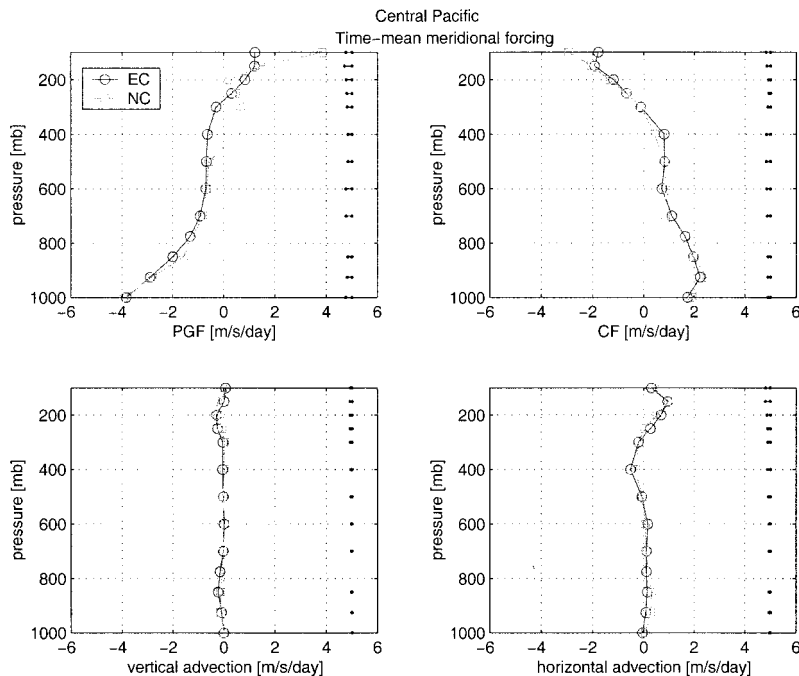 Central Pacific
Time-mean meridional forcing
EC
NC
pressure [mb]
200
400
600
800
1000
-6 -4 -2 0 2 4 6
PGF [m/s/day]
pressure [mb]
200
400
600
800
1000
-6 -4 -2 0 2 4 6
CF [m/s/day]
pressure [mb]
200
400
600
800
1000
-6 -4 -2 0 2 4 6
vertical advection [m/s/day]
pressure [mb]
200
400
600
800
1000
-6 -4 -2 0 2 4 6
horizontal advection [m/s/day]